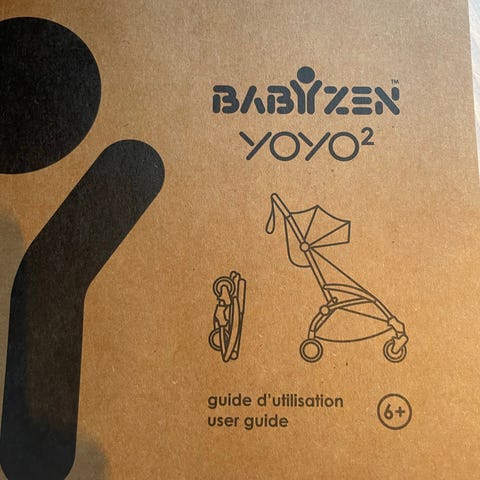 BABYZEN™
YOYO²
guide d'utilisation
user guide
6+